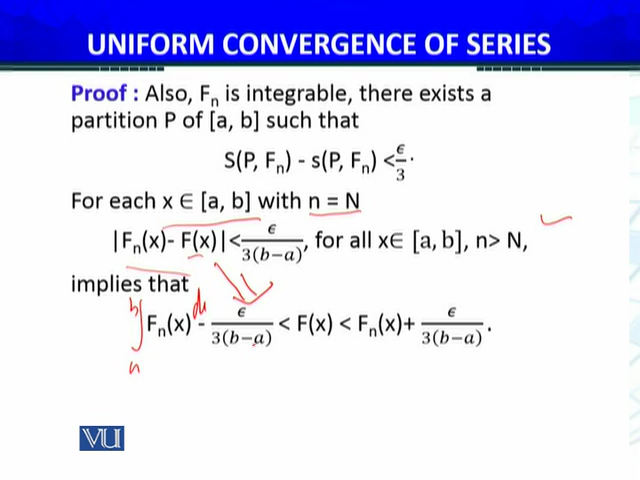 UNIFORM CONVERGENCE OF SERIES
Proof : Also, Fₙ is integrable, there exists a
partition P of [a, b] such that
S(P, Fₙ) - s(P, Fₙ) < ϵ/3 .
For each x ∈ [a, b] with n = N
|Fₙ(x)- F(x)|< ϵ/3(b−a), for all x∈ [a, b], n> N,
implies that
∫ Fₙ(x) - ϵ/3(b−a) < F(x) < Fₙ(x)+ ϵ/3(b−a) .
VU